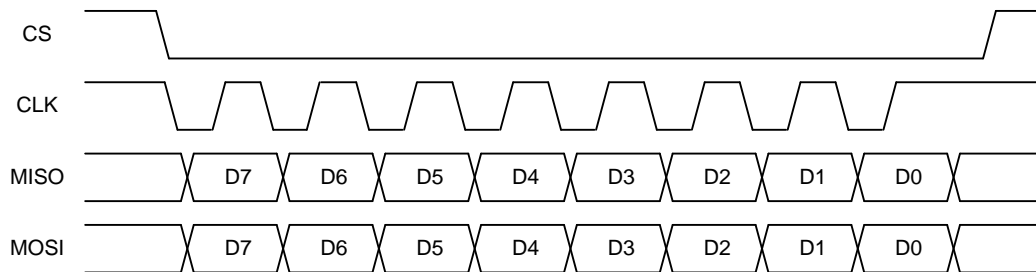 CS
CLK
MISO D7 D6 D5 D4 D3 D2 D1 D0
MOSI D7 D6 D5 D4 D3 D2 D1 D0